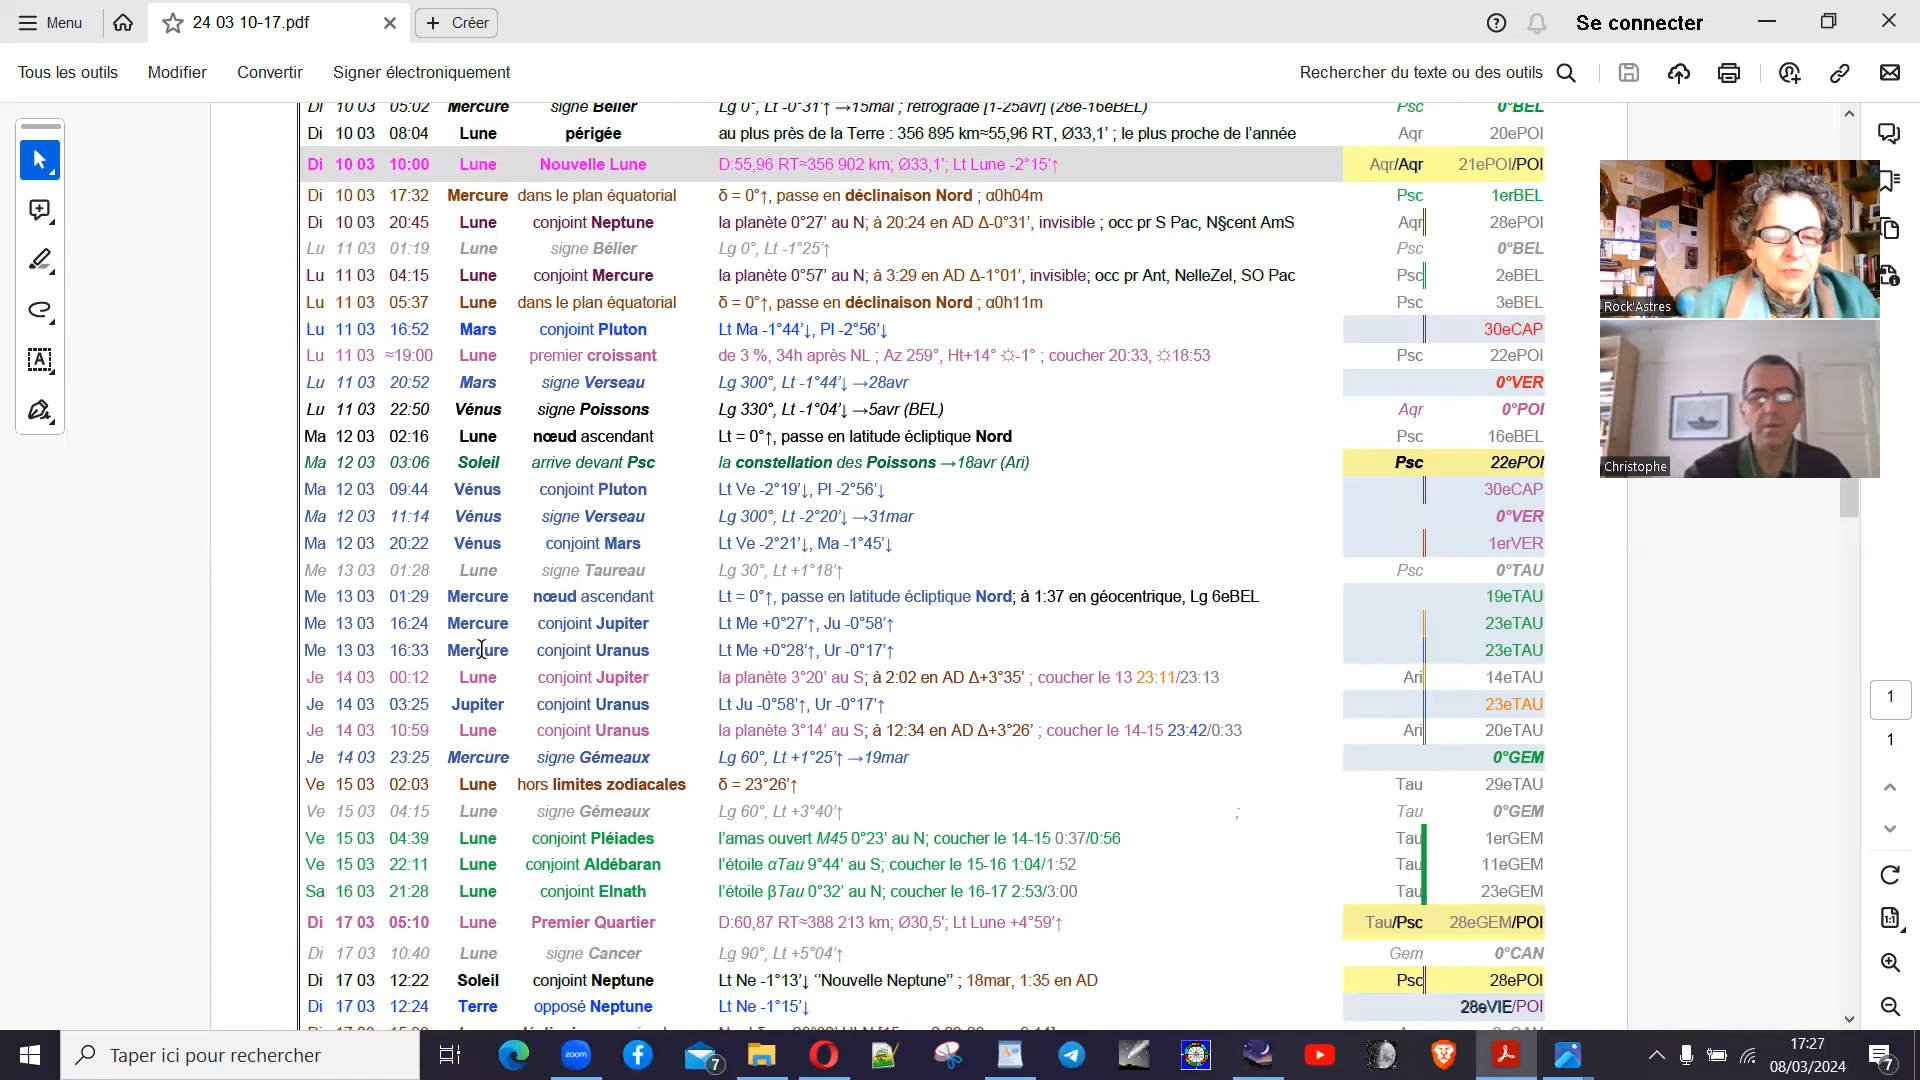 Menu 24 03 10-17.pdf Créer Se connecter
Tous les outils Modifier Convertir Signer électroniquement Rechercher du texte ou des outils
Di 10 03 05:02 Mercure signe Bélier Lg 0°, Lt -0°31'↑ →15mai ; rétrograde [1-25avr] (28e-16eBEL) Psc 0°BEL
Di 10 03 08:04 Lune périgée au plus près de la Terre : 356 895 km≈55,96 RT, Ø33,1' ; le plus proche de l'année Aqr 20ePOI
Di 10 03 10:00 Lune Nouvelle Lune D:55,96 RT≈356 902 km; Ø33,1'; Lt Lune -2°15'↑ Aqr/Aqr 21ePOI/POI
Di 10 03 17:32 Mercure dans le plan équatorial δ = 0°↑, passe en déclinaison Nord ; α0h04m Psc 1erBEL
Di 10 03 20:45 Lune conjoint Neptune la planète 0°27' au N; à 20:24 en AD Δ-0°31', invisible ; occ pr S Pac, N§cent AmS Aqr 28ePOI
Lu 11 03 01:19 Lune signe Bélier Lg 0°, Lt -1°25'↑ Psc 0°BEL
Lu 11 03 04:15 Lune conjoint Mercure la planète 0°57' au N; à 3:29 en AD Δ-1°01', invisible; occ pr Ant, NelleZel, SO Pac Psc 2eBEL
Lu 11 03 05:37 Lune dans le plan équatorial δ = 0°↑, passe en déclinaison Nord ; α0h11m Psc 3eBEL
Lu 11 03 16:52 Mars conjoint Pluton Lt Ma -1°44'↓, Pl -2°56'↓ 30eCAP
Lu 11 03 ≈19:00 Lune premier croissant de 3 %, 34h après NL ; Az 259°, Ht+14° ☼-1° ; coucher 20:33, ☼18:53 Psc 22ePOI
Lu 11 03 20:52 Mars signe Verseau Lg 300°, Lt -1°44'↓ →28avr 0°VER
Lu 11 03 22:50 Vénus signe Poissons Lg 330°, Lt -1°04'↓ →5avr (BEL) Aqr 0°POI
Ma 12 03 02:16 Lune nœud ascendant Lt = 0°↑, passe en latitude écliptique Nord Psc 16eBEL
Ma 12 03 03:06 Soleil arrive devant Psc la constellation des Poissons →18avr (Ari) Psc 22ePOI
Ma 12 03 09:44 Vénus conjoint Pluton Lt Ve -2°19'↓, Pl -2°56'↓ 30eCAP
Ma 12 03 11:14 Vénus signe Verseau Lg 300°, Lt -2°20'↓ →31mar 0°VER
Ma 12 03 20:22 Vénus conjoint Mars Lt Ve -2°21'↓, Ma -1°45'↓ 1erVER
Me 13 03 01:28 Lune signe Taureau Lg 30°, Lt +1°18'↑ Psc 0°TAU
Me 13 03 01:29 Mercure nœud ascendant Lt = 0°↑, passe en latitude écliptique Nord; à 1:37 en géocentrique, Lg 6eBEL 19eTAU
Me 13 03 16:24 Mercure conjoint Jupiter Lt Me +0°27'↑, Ju -0°58'↑ 23eTAU
Me 13 03 16:33 Mercure conjoint Uranus Lt Me +0°28'↑, Ur -0°17'↑ 23eTAU
Je 14 03 00:12 Lune conjoint Jupiter la planète 3°20' au S; à 2:02 en AD Δ+3°35' ; coucher le 13 23:11/23:13 Ari 14eTAU
Je 14 03 03:25 Jupiter conjoint Uranus Lt Ju -0°58'↑, Ur -0°17'↑ 23eTAU
Je 14 03 10:59 Lune conjoint Uranus la planète 3°14' au S; à 12:34 en AD Δ+3°26' ; coucher le 14-15 23:42/0:33 Ari 20eTAU
Je 14 03 23:25 Mercure signe Gémeaux Lg 60°, Lt +1°25'↑ →19mar 0°GEM
Ve 15 03 02:03 Lune hors limites zodiacales δ = 23°26'↑ Tau 29eTAU
Ve 15 03 04:15 Lune signe Gémeaux Lg 60°, Lt +3°40'↑ ; Tau 0°GEM
Ve 15 03 04:39 Lune conjoint Pléiades l'amas ouvert M45 0°23' au N; coucher le 14-15 0:37/0:56 Tau 1erGEM
Ve 15 03 22:11 Lune conjoint Aldébaran l'étoile αTau 9°44' au S; coucher le 15-16 1:04/1:52 Tau 11eGEM
Sa 16 03 21:28 Lune conjoint Elnath l'étoile βTau 0°32' au N; coucher le 16-17 2:53/3:00 Tau 23eGEM
Di 17 03 05:10 Lune Premier Quartier D:60,87 RT≈388 213 km; Ø30,5'; Lt Lune +4°59'↑ Tau/Psc 28eGEM/POI
Di 17 03 10:40 Lune signe Cancer Lg 90°, Lt +5°04'↑ Gem 0°CAN
Di 17 03 12:22 Soleil conjoint Neptune Lt Ne -1°13'↓ ‘'Nouvelle Neptune'' ; 18mar, 1:35 en AD Psc 28ePOI
Di 17 03 12:24 Terre opposé Neptune Lt Ne -1°15'↓ 28eVIE/POI
Rock'Astres
Christophe
1
1
Taper ici pour rechercher zoom 7 17:27
08/03/2024 7